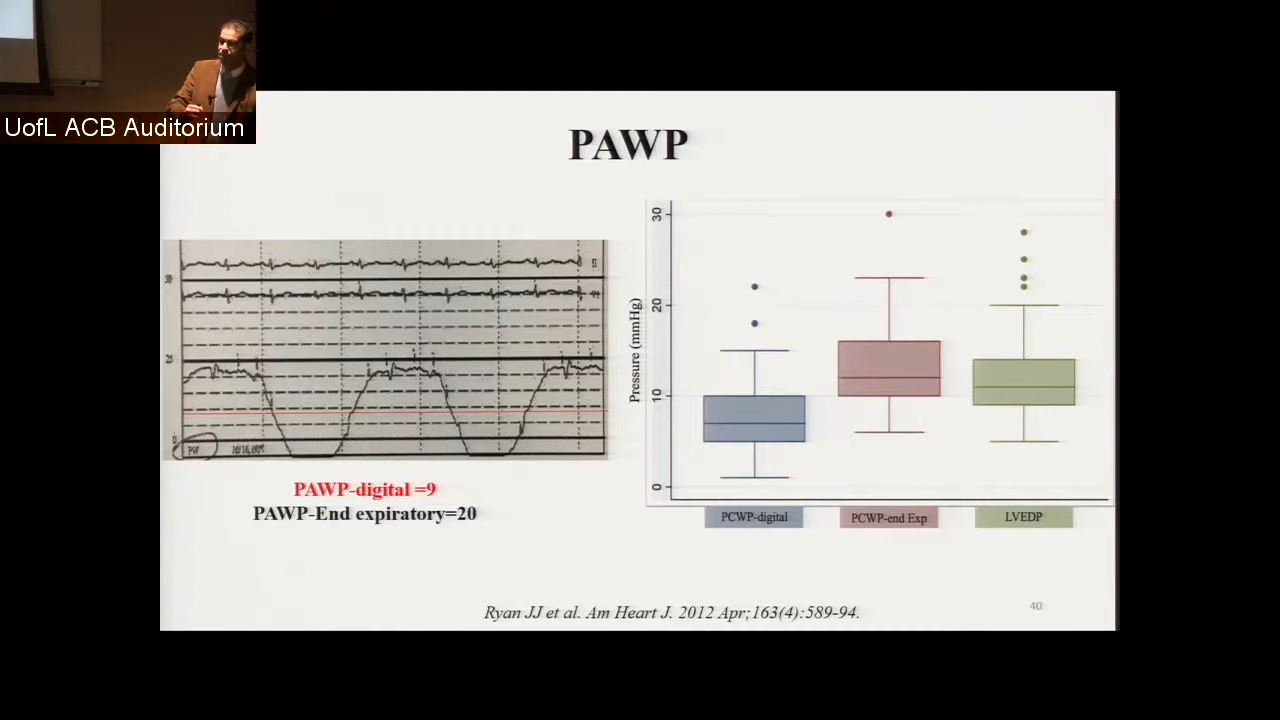 UofL ACB Auditorium
PAWP
PAWP-digital =9
PAWP-End expiratory=20
30
20
10
0
Pressure (mmHg)
PCWP-digital
PCWP-end Exp
LVEDP
Ryan JJ et al. Am Heart J. 2012 Apr;163(4):589-94.
40